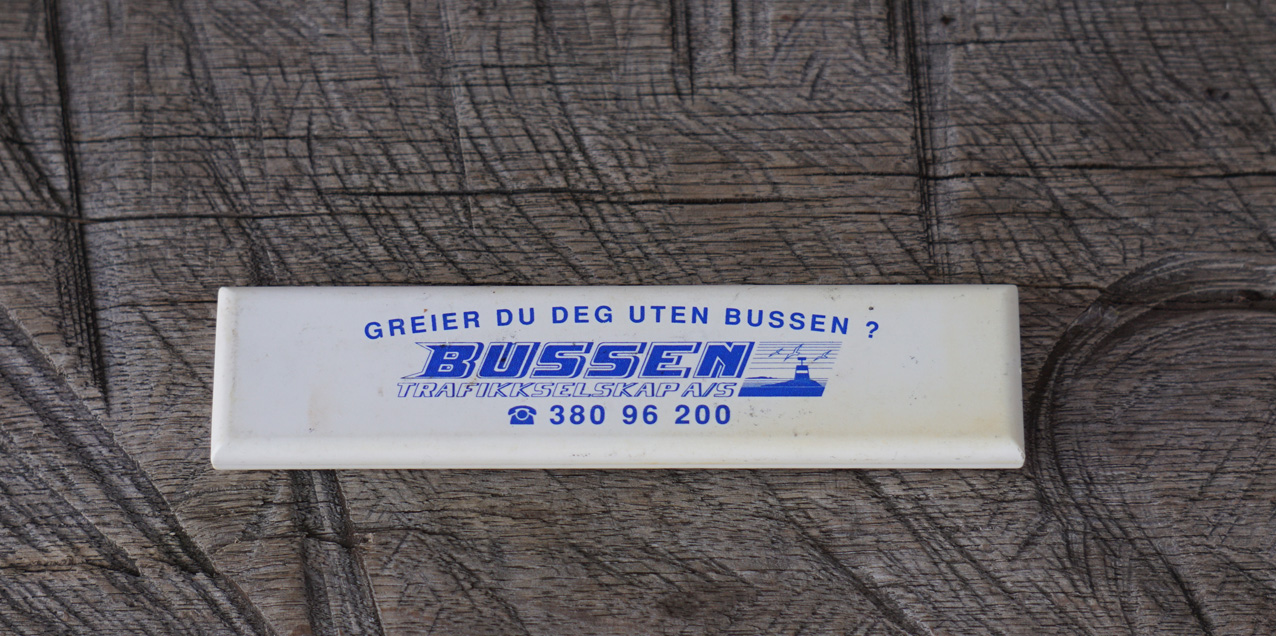 GREIER DU DEG UTEN BUSSEN ?
BUSSEN
TRAFIKKSELSKAP A/S
☎ 380 96 200